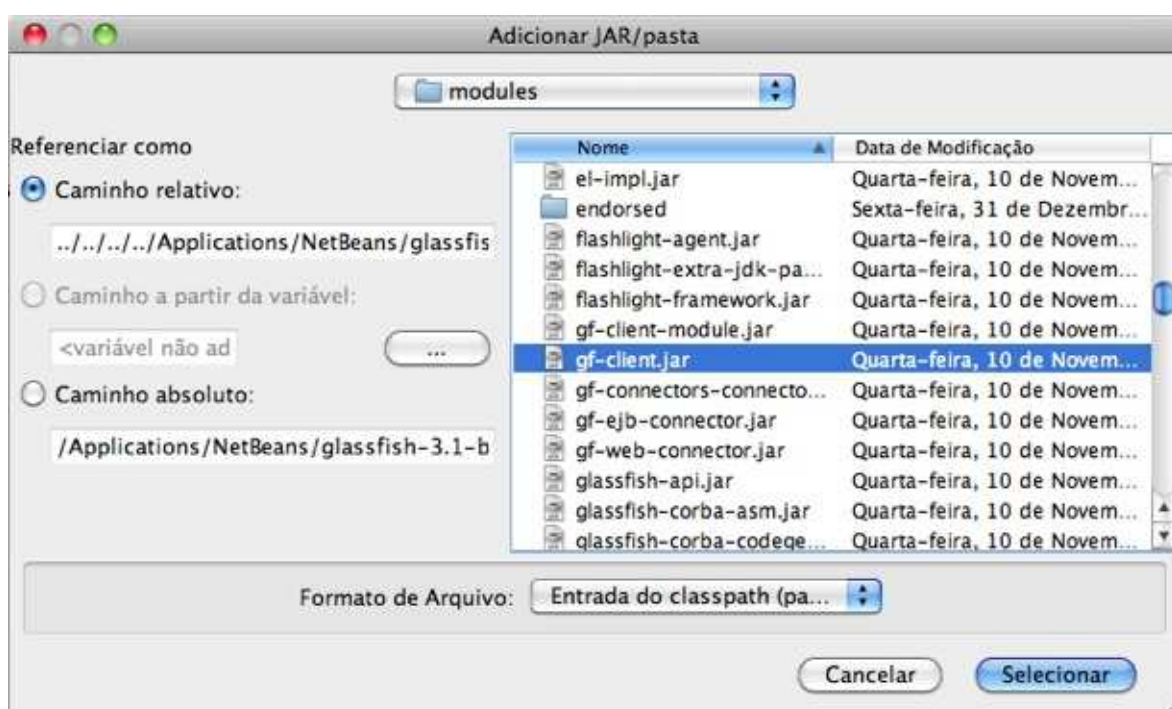 Adicionar JAR/pasta
modules
Referenciar como
Caminho relativo:
../../../../Applications/NetBeans/glassfis
Caminho a partir da variável:
<variável não ad
...
Caminho absoluto:
/Applications/NetBeans/glassfish-3.1-b
Nome Data de Modificação
el-impl.jar Quarta-feira, 10 de Novem...
endorsed Sexta-feira, 31 de Dezembr...
flashlight-agent.jar Quarta-feira, 10 de Novem...
flashlight-extra-jdk-pa... Quarta-feira, 10 de Novem...
flashlight-framework.jar Quarta-feira, 10 de Novem...
gf-client-module.jar Quarta-feira, 10 de Novem...
gf-client.jar Quarta-feira, 10 de Novem...
gf-connectors-connecto... Quarta-feira, 10 de Novem...
gf-ejb-connector.jar Quarta-feira, 10 de Novem...
gf-web-connector.jar Quarta-feira, 10 de Novem...
glassfish-api.jar Quarta-feira, 10 de Novem...
glassfish-corba-asm.jar Quarta-feira, 10 de Novem...
glassfish-corba-codege... Quarta-feira, 10 de Novem...
Formato de Arquivo: Entrada do classpath (pa...
Cancelar Selecionar